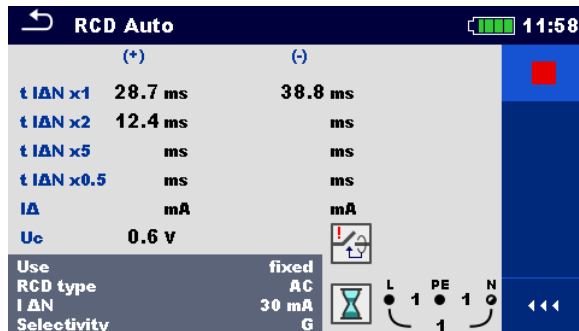 RCD Auto 11:58
(+) (-)
t IΔN x1 28.7 ms 38.8 ms
t IΔN x2 12.4 ms ms
t IΔN x5 ms ms
t IΔN x0.5 ms ms
IΔ mA mA
Uc 0.6 V
Use fixed
RCD type AC
I ΔN 30 mA
Selectivity G
!
L PE N
1 1
1